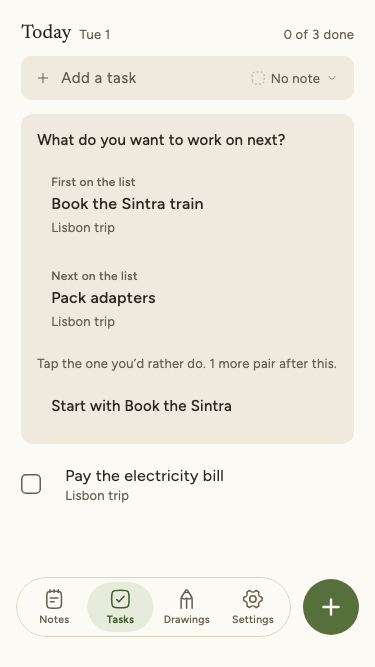 Today Tue 1 0 of 3 done
Add a task No note
What do you want to work on next?
First on the list
Book the Sintra train
Lisbon trip
Next on the list
Pack adapters
Lisbon trip
Tap the one you’d rather do. 1 more pair after this.
Start with Book the Sintra
Pay the electricity bill
Lisbon trip
Notes Tasks Drawings Settings